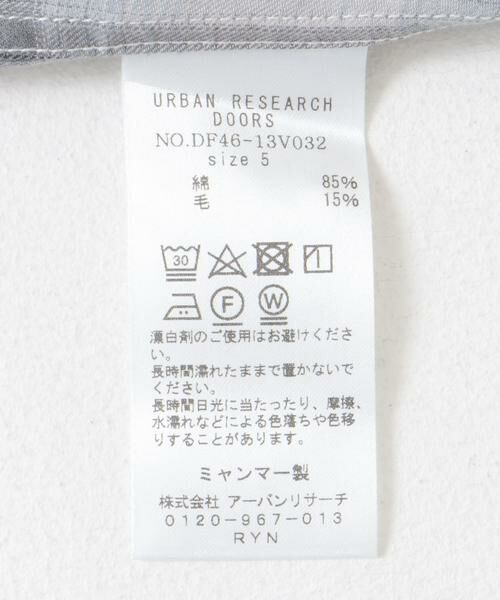 URBAN RESEARCH
DOORS
NO.DF46-13V032
size 5
綿 85%
毛 15%
30
F W
漂白剤のご使用はお避けくださ
い。
長時間濡れたままで置かないで
ください。
長時間日光に当たったり、摩擦、
水濡れなどによる色落ちや色移
りすることがあります。
ミャンマー製
株式会社 アーバンリサーチ
0120-967-013
RYN